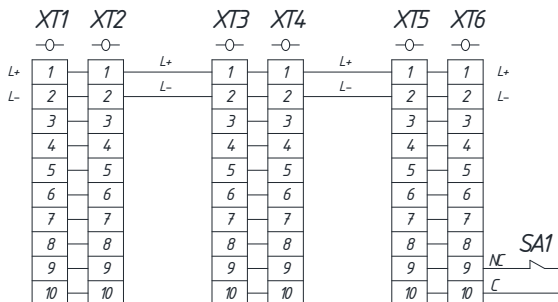 XT1 XT2 XT3 XT4 XT5 XT6
L+ 1 1 L+ 1 1 L+ 1 1 L+
L- 2 2 L- 2 2 L- 2 2 L-
3 3 3 3 3 3
4 4 4 4 4 4
5 5 5 5 5 5
6 6 6 6 6 6
7 7 7 7 7 7
8 8 8 8 8 8 SA1
9 9 9 9 9 9 NC
10 10 10 10 10 10 C